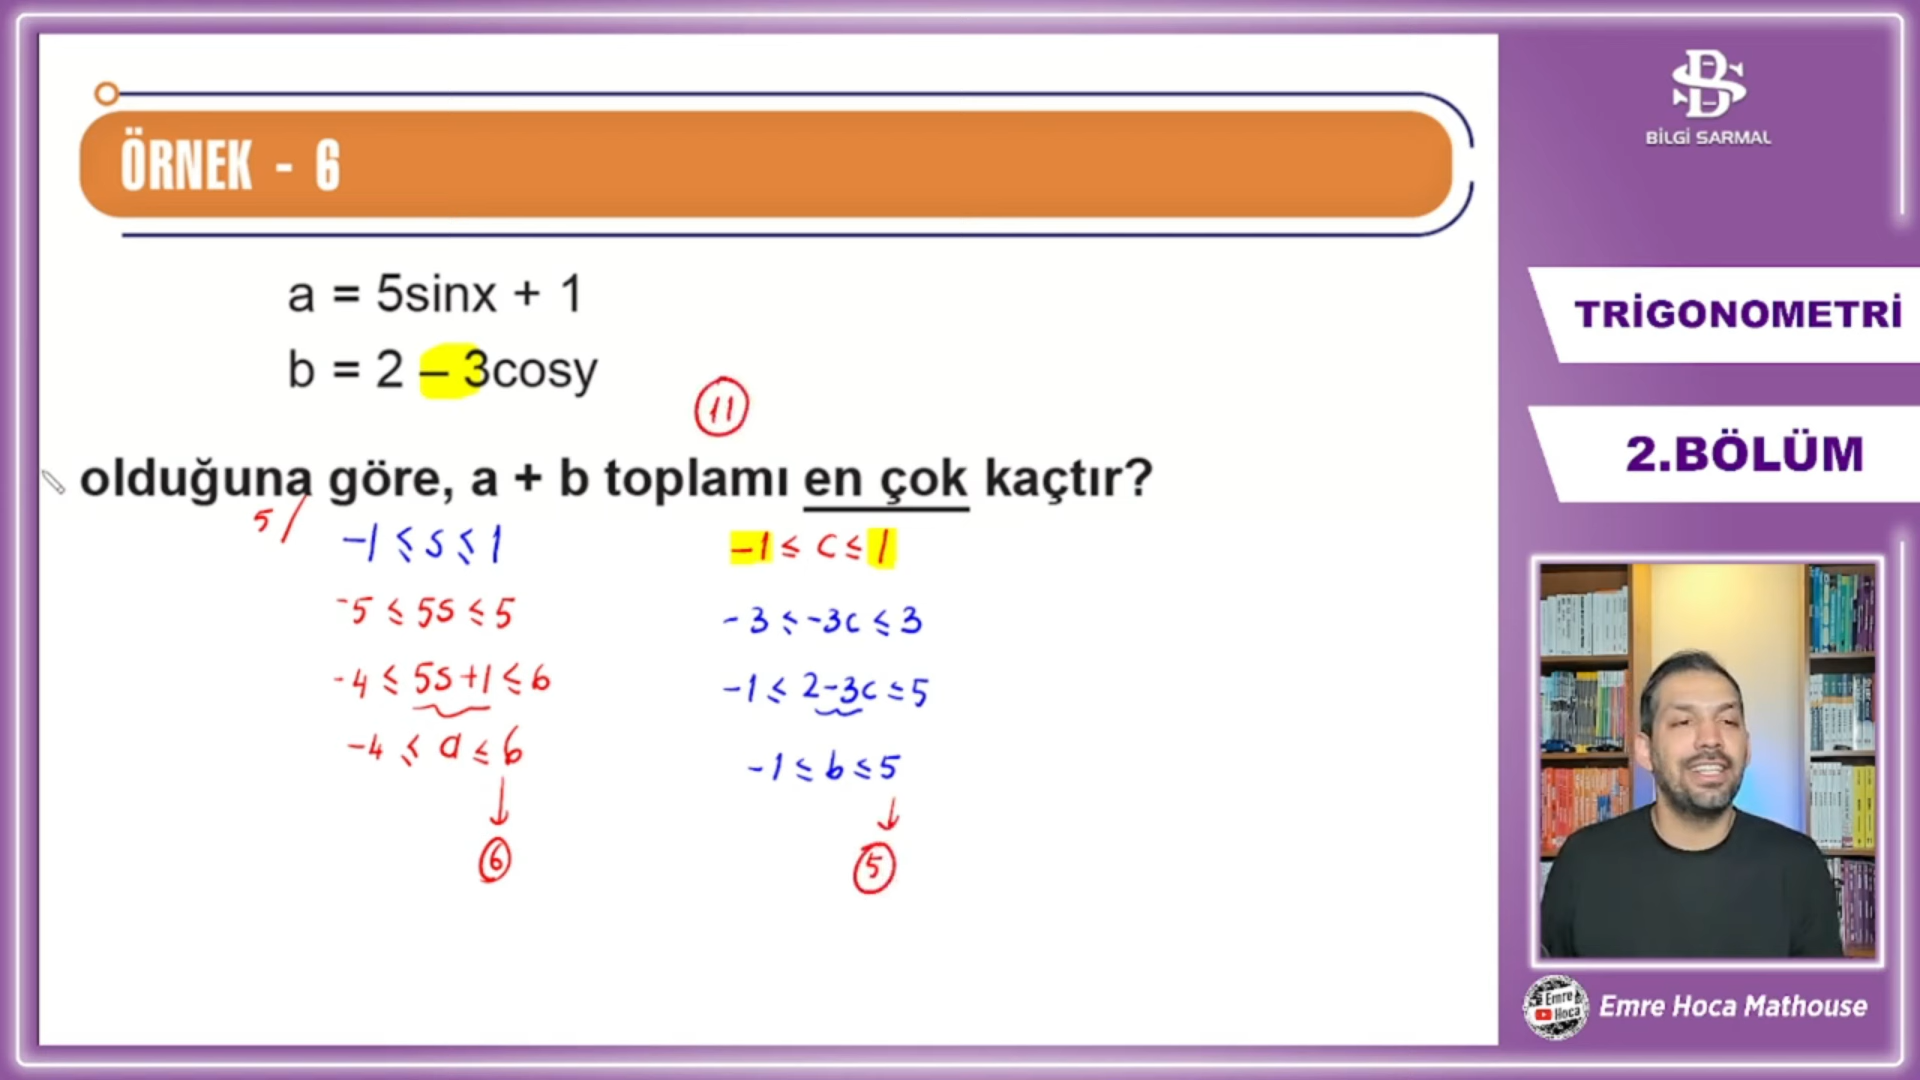 ÖRNEK - 6
a = 5sinx + 1
b = 2 – 3cosy
11
olduğuna göre, a + b toplamı en çok kaçtır?
5/
-1 ≤ s ≤ 1
-5 ≤ 5s ≤ 5
-4 ≤ 5s+1 ≤ 6
-4 ≤ a ≤ 6
6
-1 ≤ c ≤ 1
-3 ≤ -3c ≤ 3
-1 ≤ 2-3c ≤ 5
-1 ≤ b ≤ 5
5
BİLGİ SARMAL
TRİGONOMETRİ
2.BÖLÜM
Emre
Hoca
Emre Hoca Mathouse